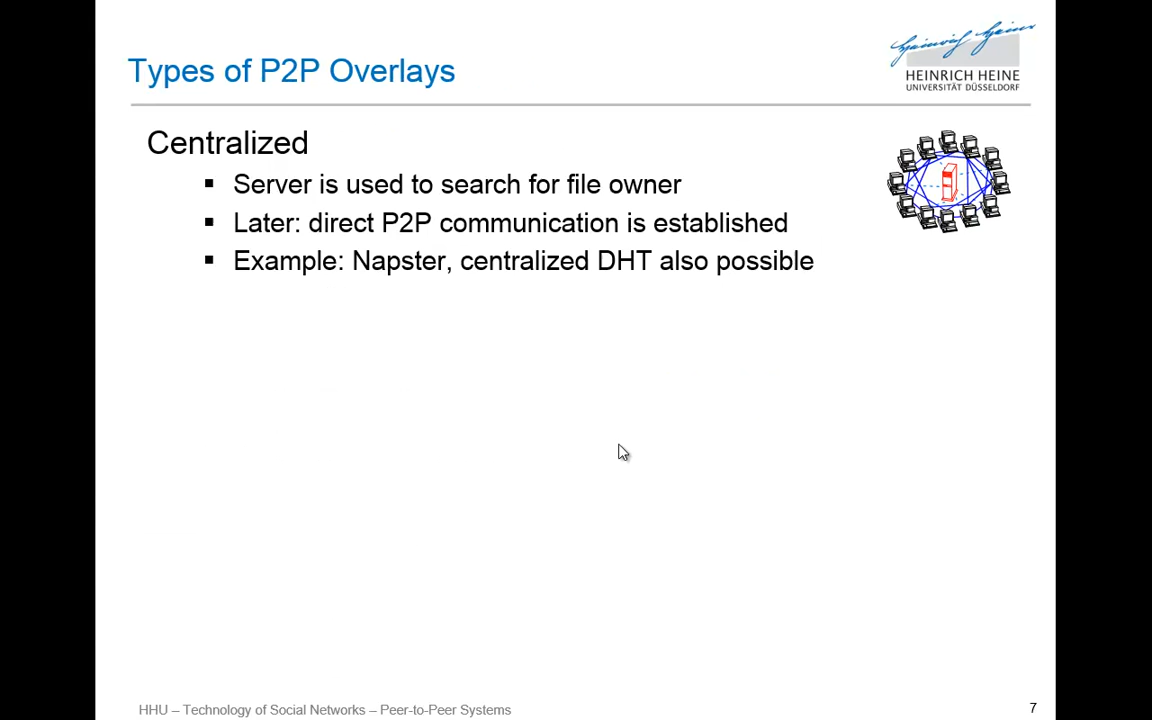 Heinrich Heine
HEINRICH HEINE
UNIVERSITÄT DÜSSELDORF
Types of P2P Overlays
Centralized
▪ Server is used to search for file owner
▪ Later: direct P2P communication is established
▪ Example: Napster, centralized DHT also possible
HHU – Technology of Social Networks – Peer-to-Peer Systems
7